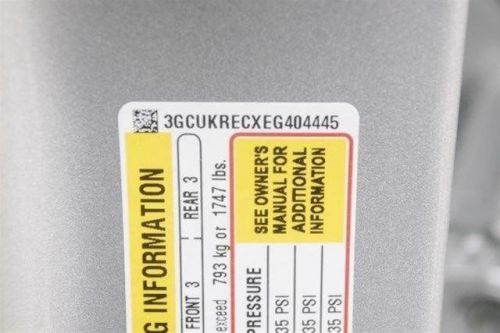 3GCUKRECXEG404445
G INFORMATION
FRONT 3
REAR 3
exceed 793 kg or 1747 lbs.
SEE OWNER'S
MANUAL FOR
ADDITIONAL
INFORMATION
PRESSURE
35 PSI
35 PSI
35 PSI